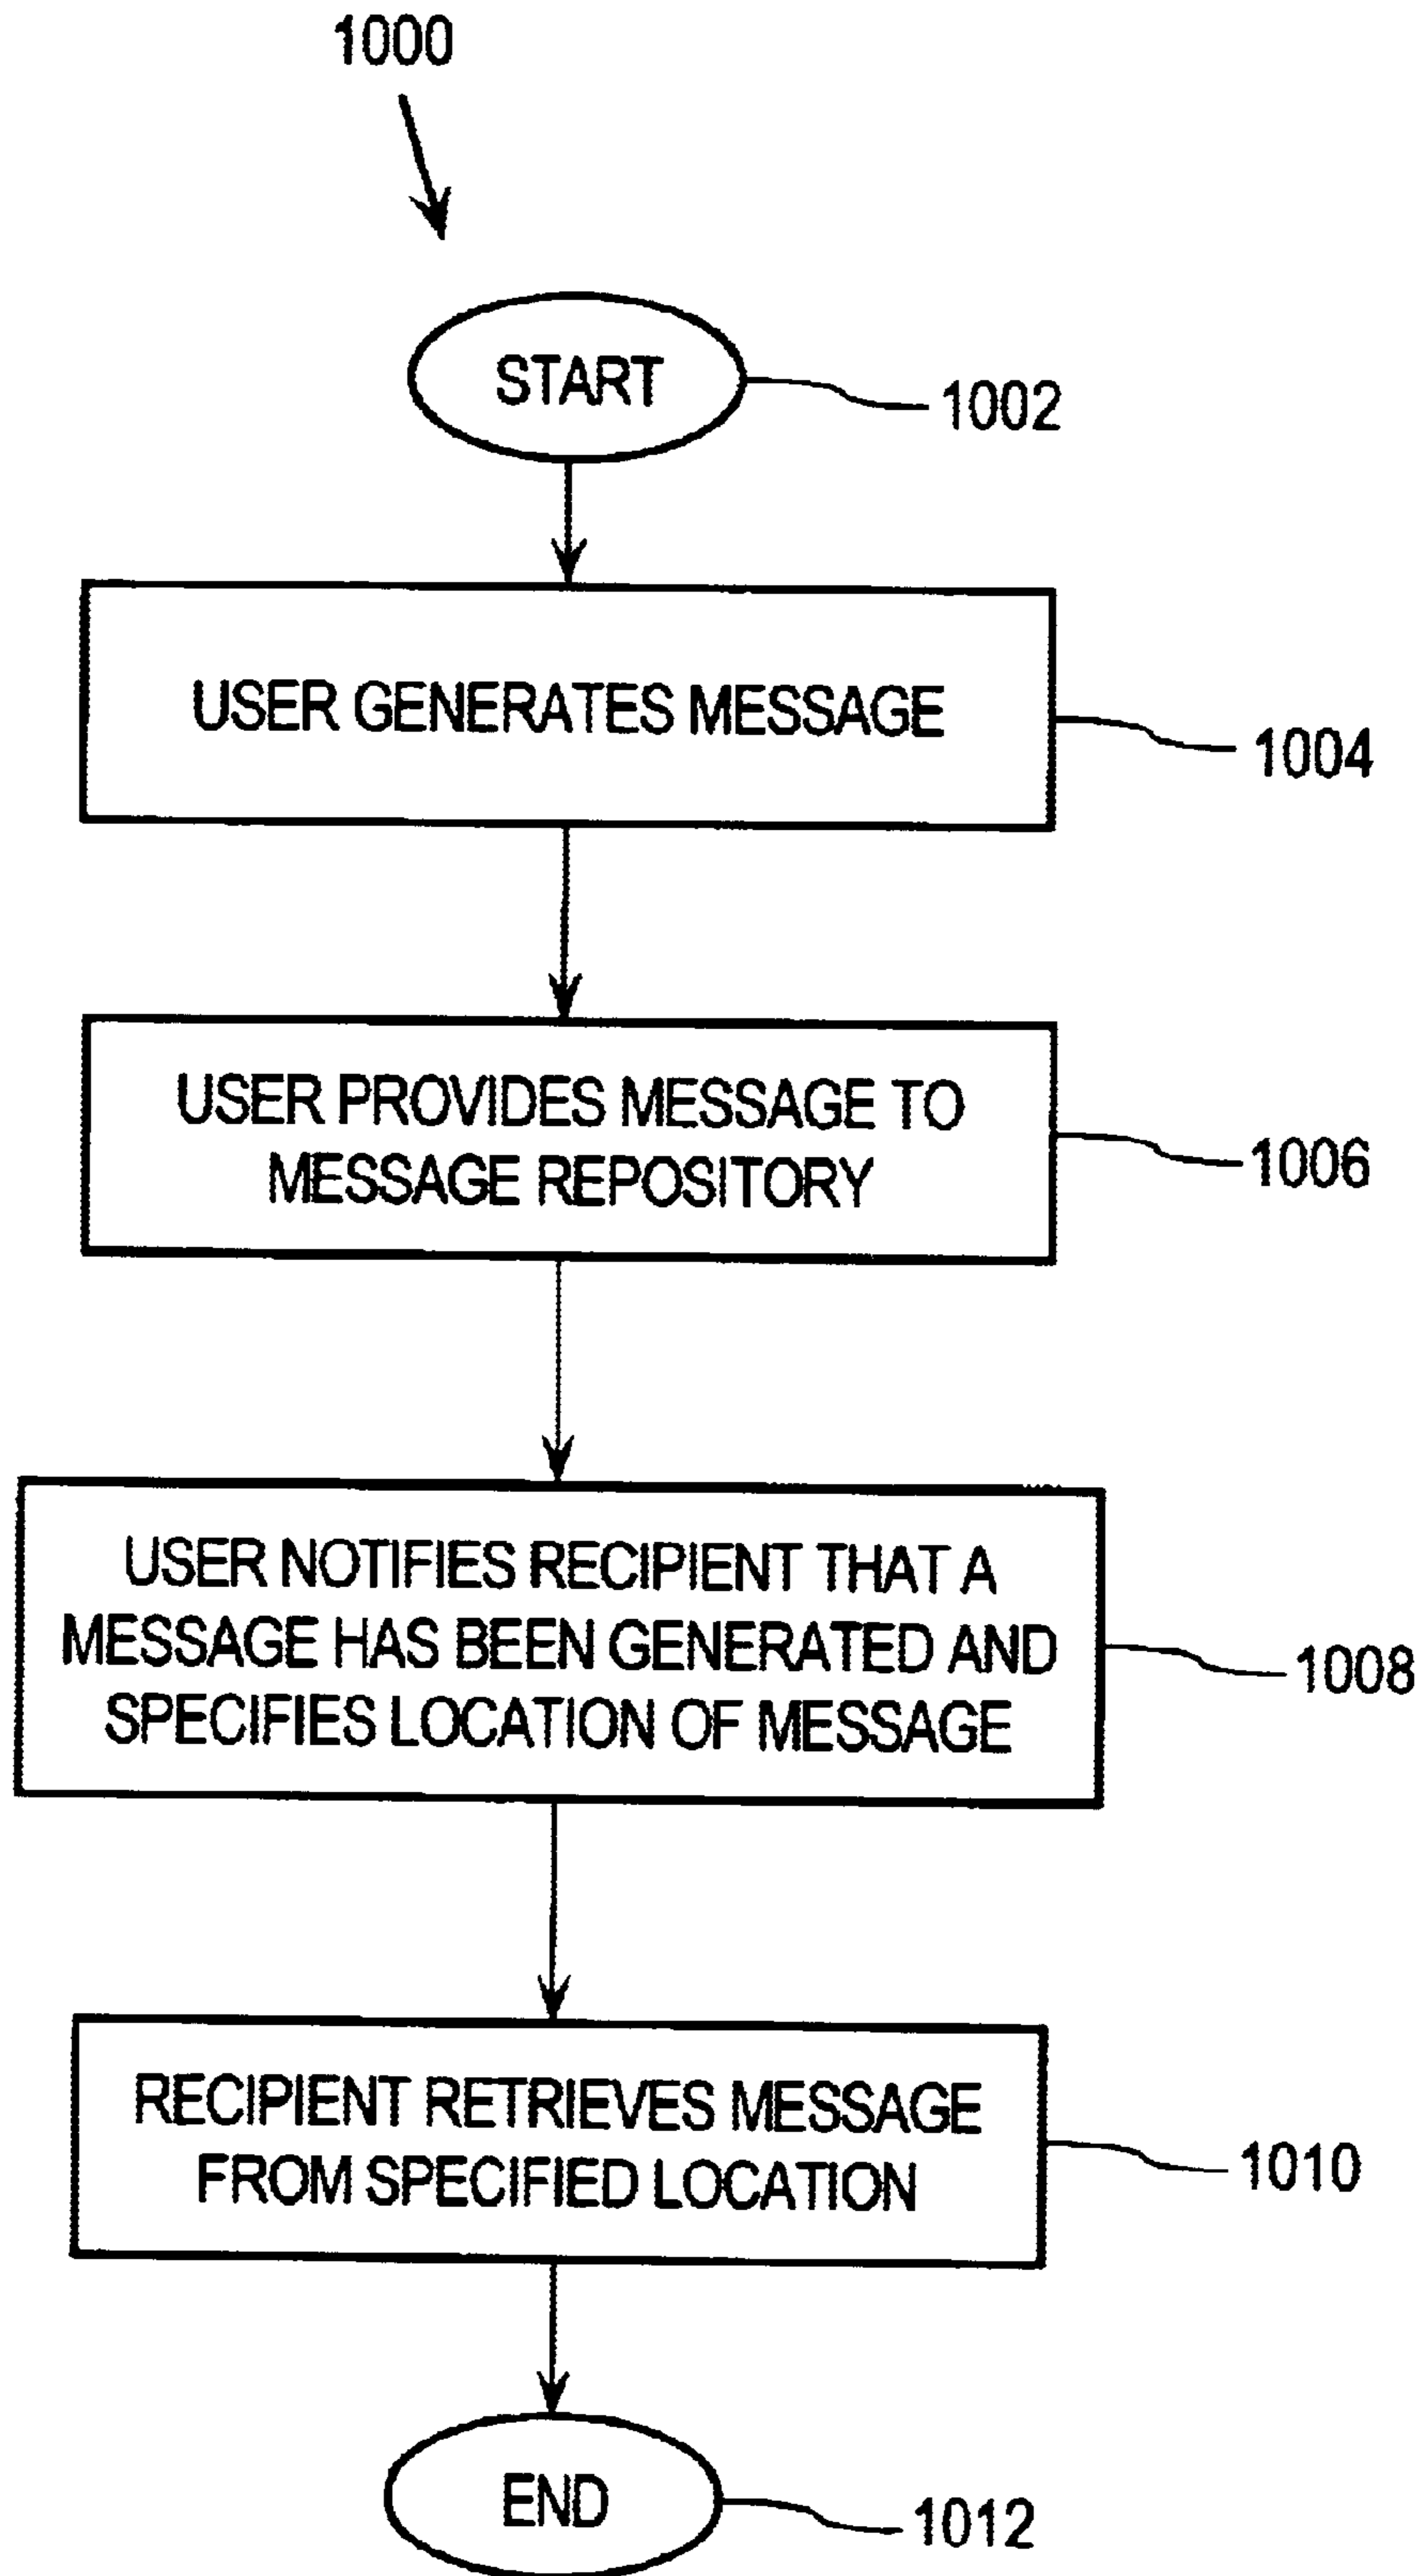 1000
START
1002
USER GENERATES MESSAGE
1004
USER PROVIDES MESSAGE TO
MESSAGE REPOSITORY
1006
USER NOTIFIES RECIPIENT THAT A
MESSAGE HAS BEEN GENERATED AND
SPECIFIES LOCATION OF MESSAGE
1008
RECIPIENT RETRIEVES MESSAGE
FROM SPECIFIED LOCATION
1010
END
1012